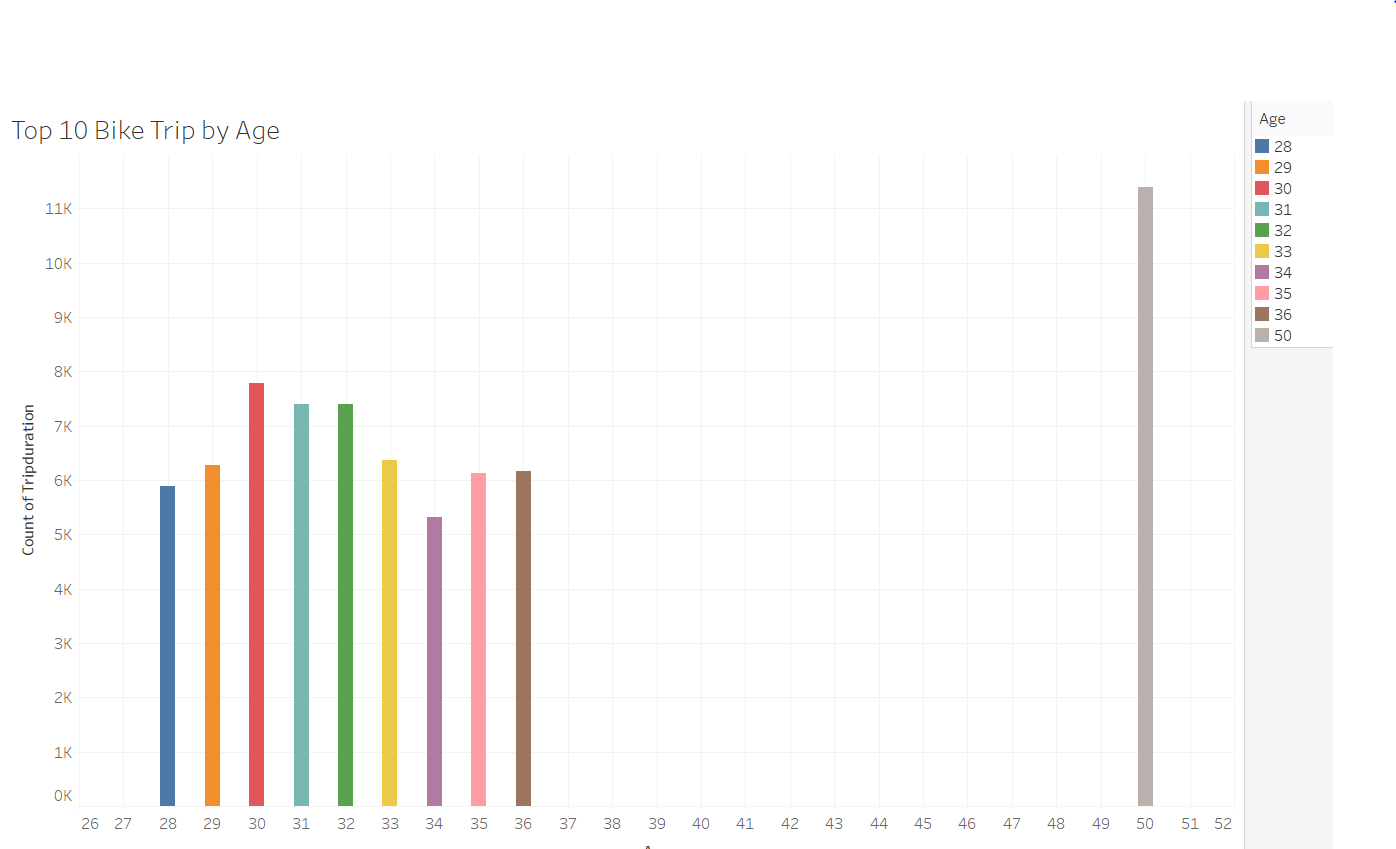 Top 10 Bike Trip by Age
Age
28
29
30
31
32
33
34
35
36
50
Count of Tripduration
11K
10K
9K
8K
7K
6K
5K
4K
3K
2K
1K
0K
26 27 28 29 30 31 32 33 34 35 36 37 38 39 40 41 42 43 44 45 46 47 48 49 50 51 52